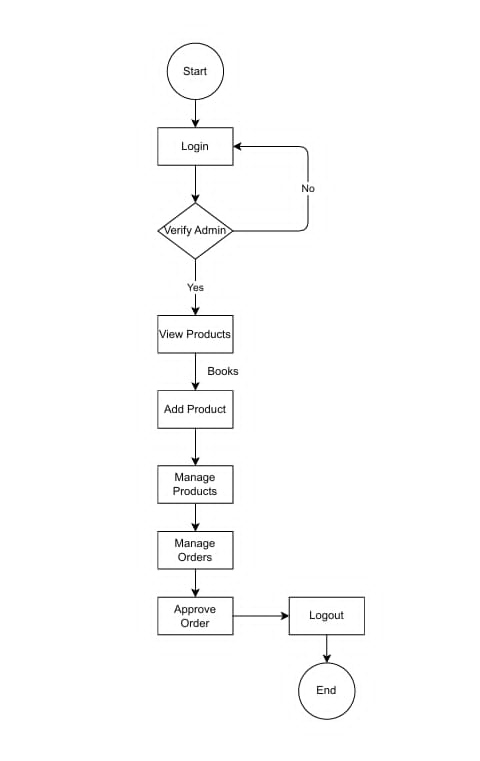 Start
Login
No
Verify Admin
Yes
View Products
Books
Add Product
Manage
Products
Manage
Orders
Approve
Order
Logout
End